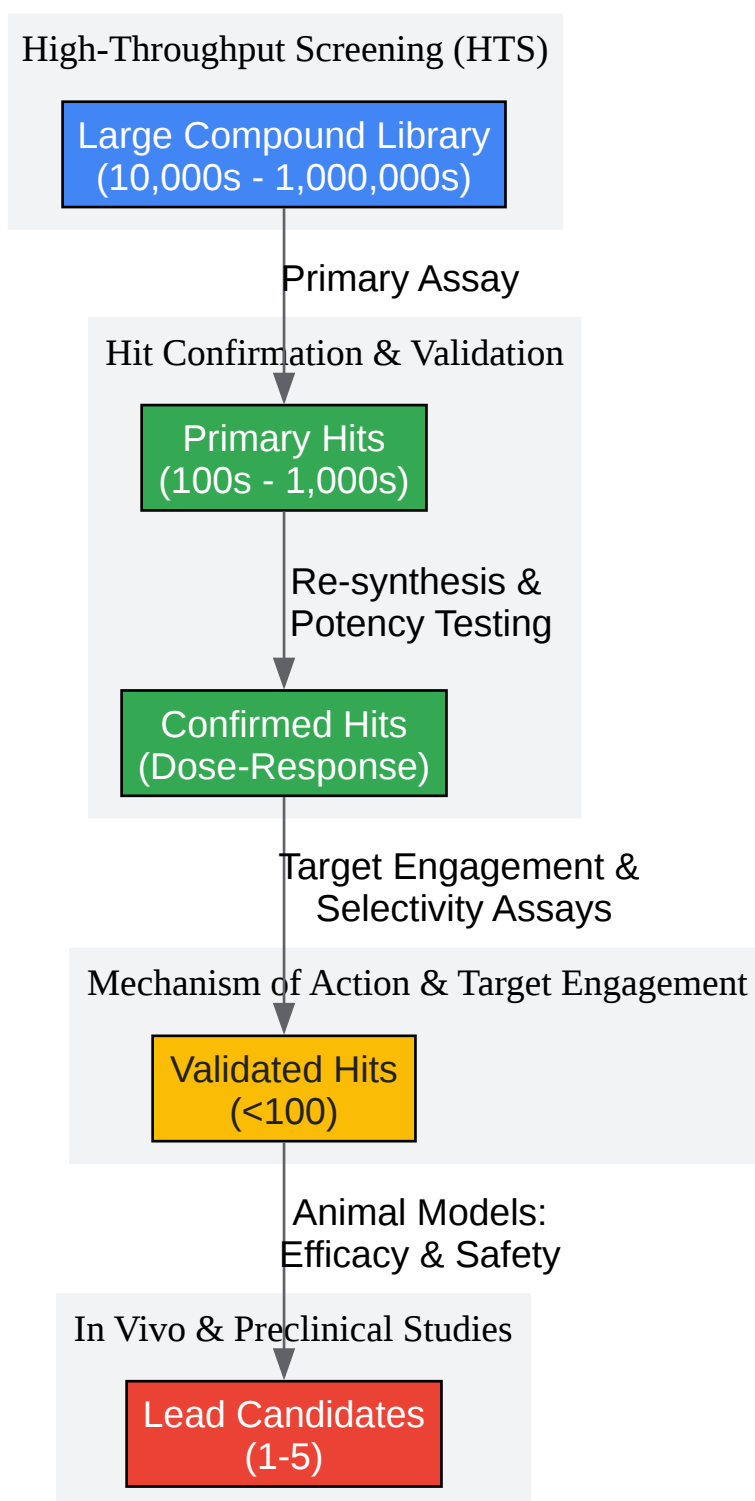 High-Throughput Screening (HTS)
Large Compound Library
(10,000s - 1,000,000s)
Primary Assay
Hit Confirmation & Validation
Primary Hits
(100s - 1,000s)
Re-synthesis &
Potency Testing
Confirmed Hits
(Dose-Response)
Target Engagement &
Selectivity Assays
Mechanism of Action & Target Engagement
Validated Hits
(<100)
Animal Models:
Efficacy & Safety
In Vivo & Preclinical Studies
Lead Candidates
(1-5)